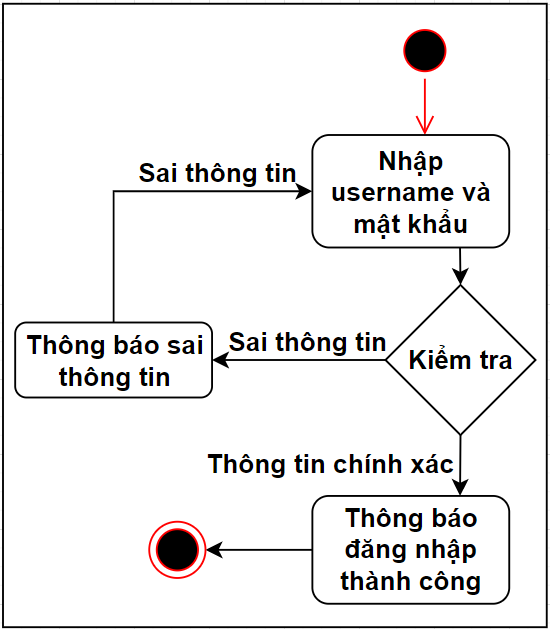 Nhập
username và
mật khẩu
Sai thông tin
Kiểm tra
Sai thông tin
Thông báo sai
thông tin
Thông tin chính xác
Thông báo
đăng nhập
thành công